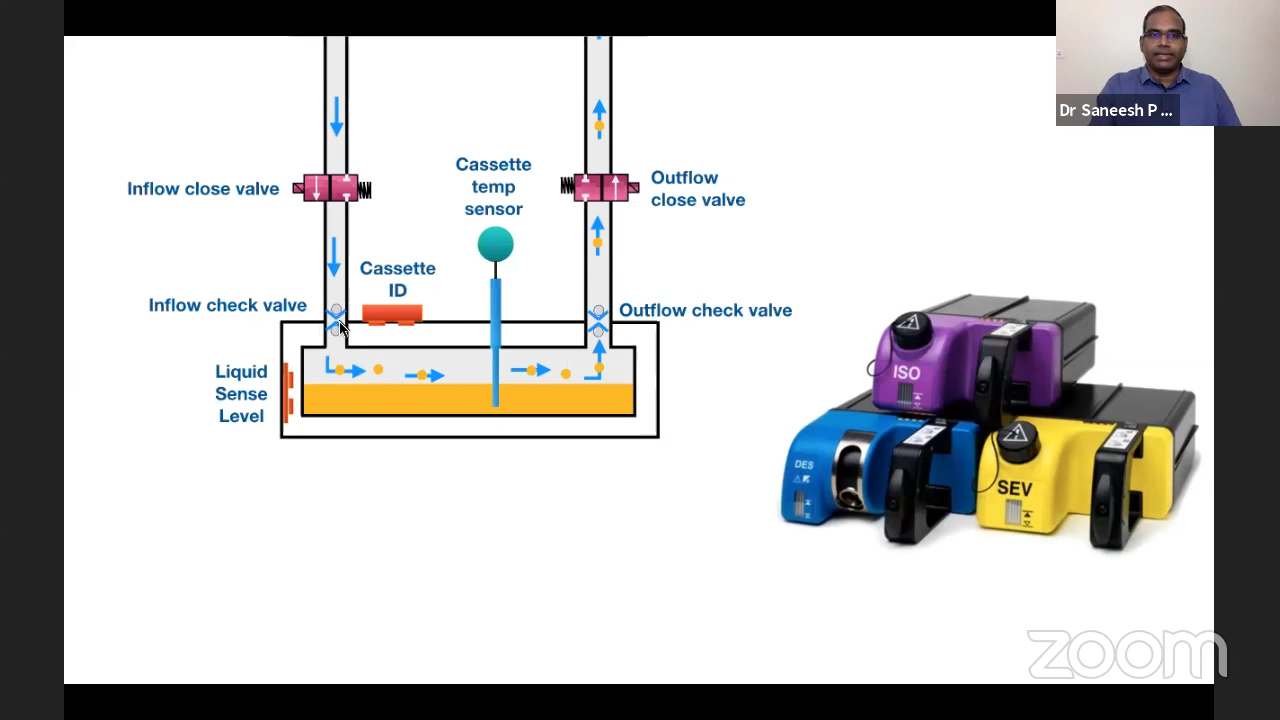 Dr Saneesh P ...
Inflow close valve
Cassette
temp
sensor
Outflow
close valve
Cassette
ID
Inflow check valve
Outflow check valve
Liquid
Sense
Level
ISO
DES
SEV
zoom